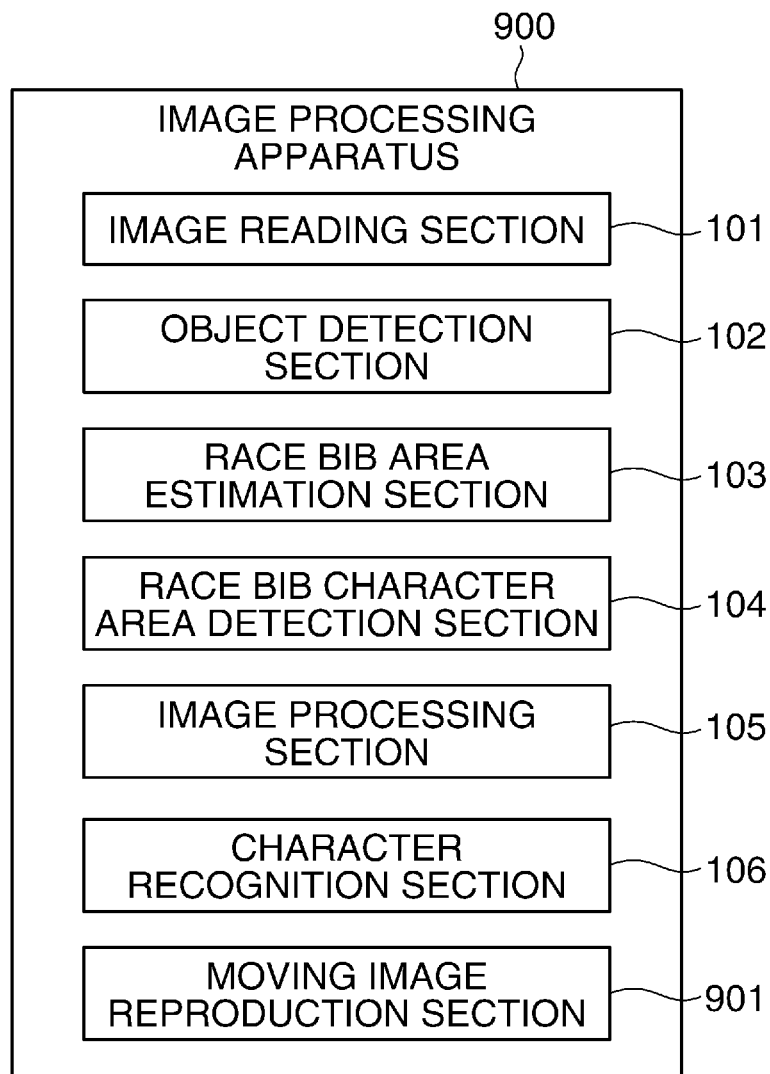 900
IMAGE PROCESSING
APPARATUS
IMAGE READING SECTION
101
OBJECT DETECTION
SECTION
102
RACE BIB AREA
ESTIMATION SECTION
103
RACE BIB CHARACTER
AREA DETECTION SECTION
104
IMAGE PROCESSING
SECTION
105
CHARACTER
RECOGNITION SECTION
106
MOVING IMAGE
REPRODUCTION SECTION
901